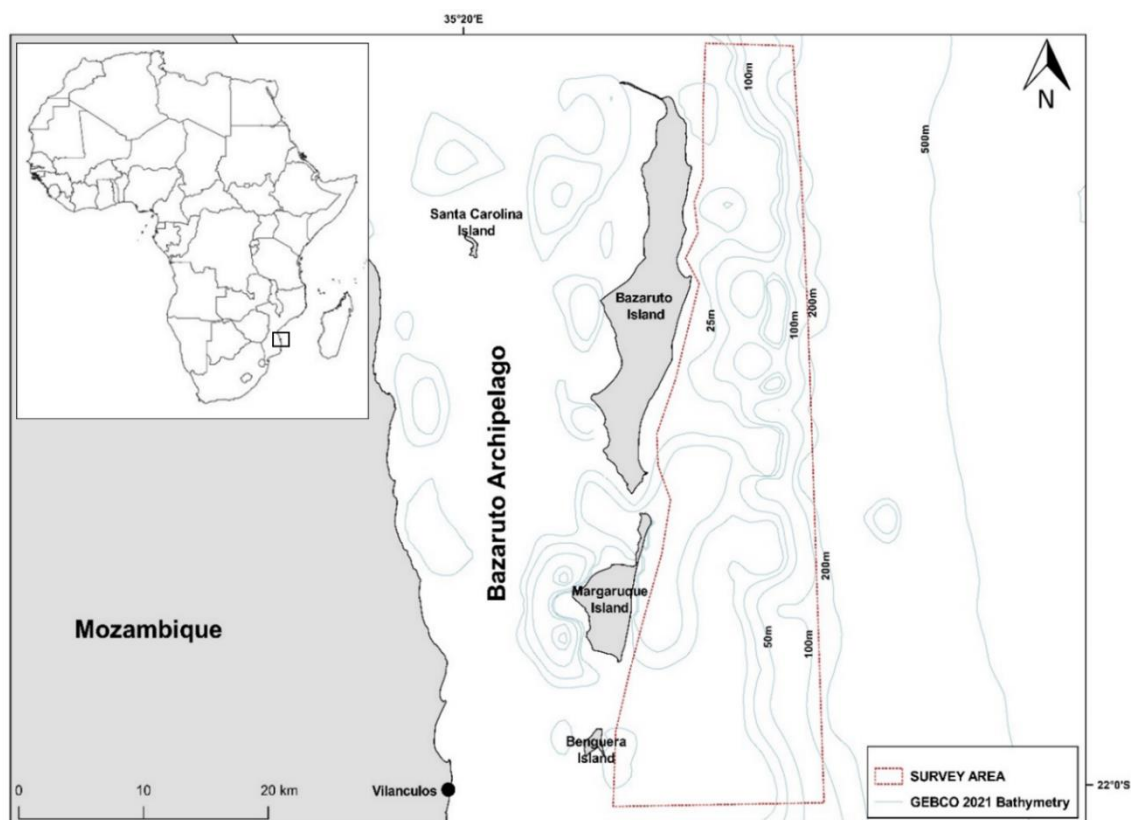 35°20'E
N
100m
500m
Santa Carolina
Island
Bazaruto
Island
25m
100m
200m
Bazaruto Archipelago
Margaruque
Island
200m
50m
100m
Mozambique
Benguera
Island
Vilanculos
0 10 20 km
SURVEY AREA
GEBCO 2021 Bathymetry
22°0'S